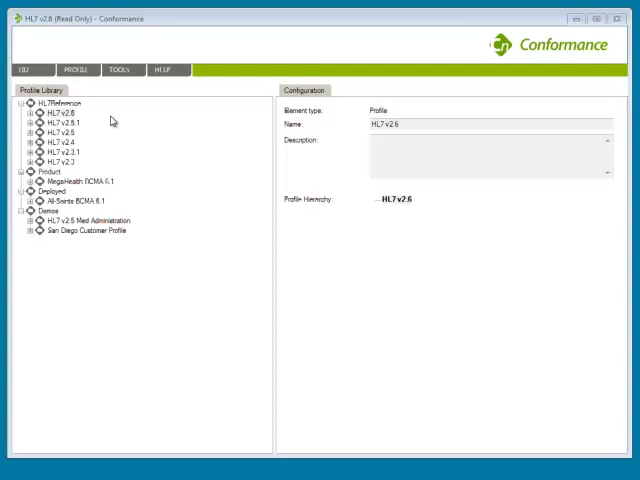 HL7 v2.6 (Read Only) - Conformance
Conformance
FILE PROFILE TOOLS HELP
Profile Library
HL7Reference
HL7 v2.6
HL7 v2.5.1
HL7 v2.5
HL7 v2.4
HL7 v2.3.1
HL7 v2.3
Product
MegaHealth BCMA 6.1
Deployed
All-Saints BCMA 6.1
Demos
HL7 v2.5 Med Administration
San Diego Customer Profile
Configuration
Element type: Profile
Name: HL7 v2.6
Description:
Profile Hierarchy: HL7 v2.6